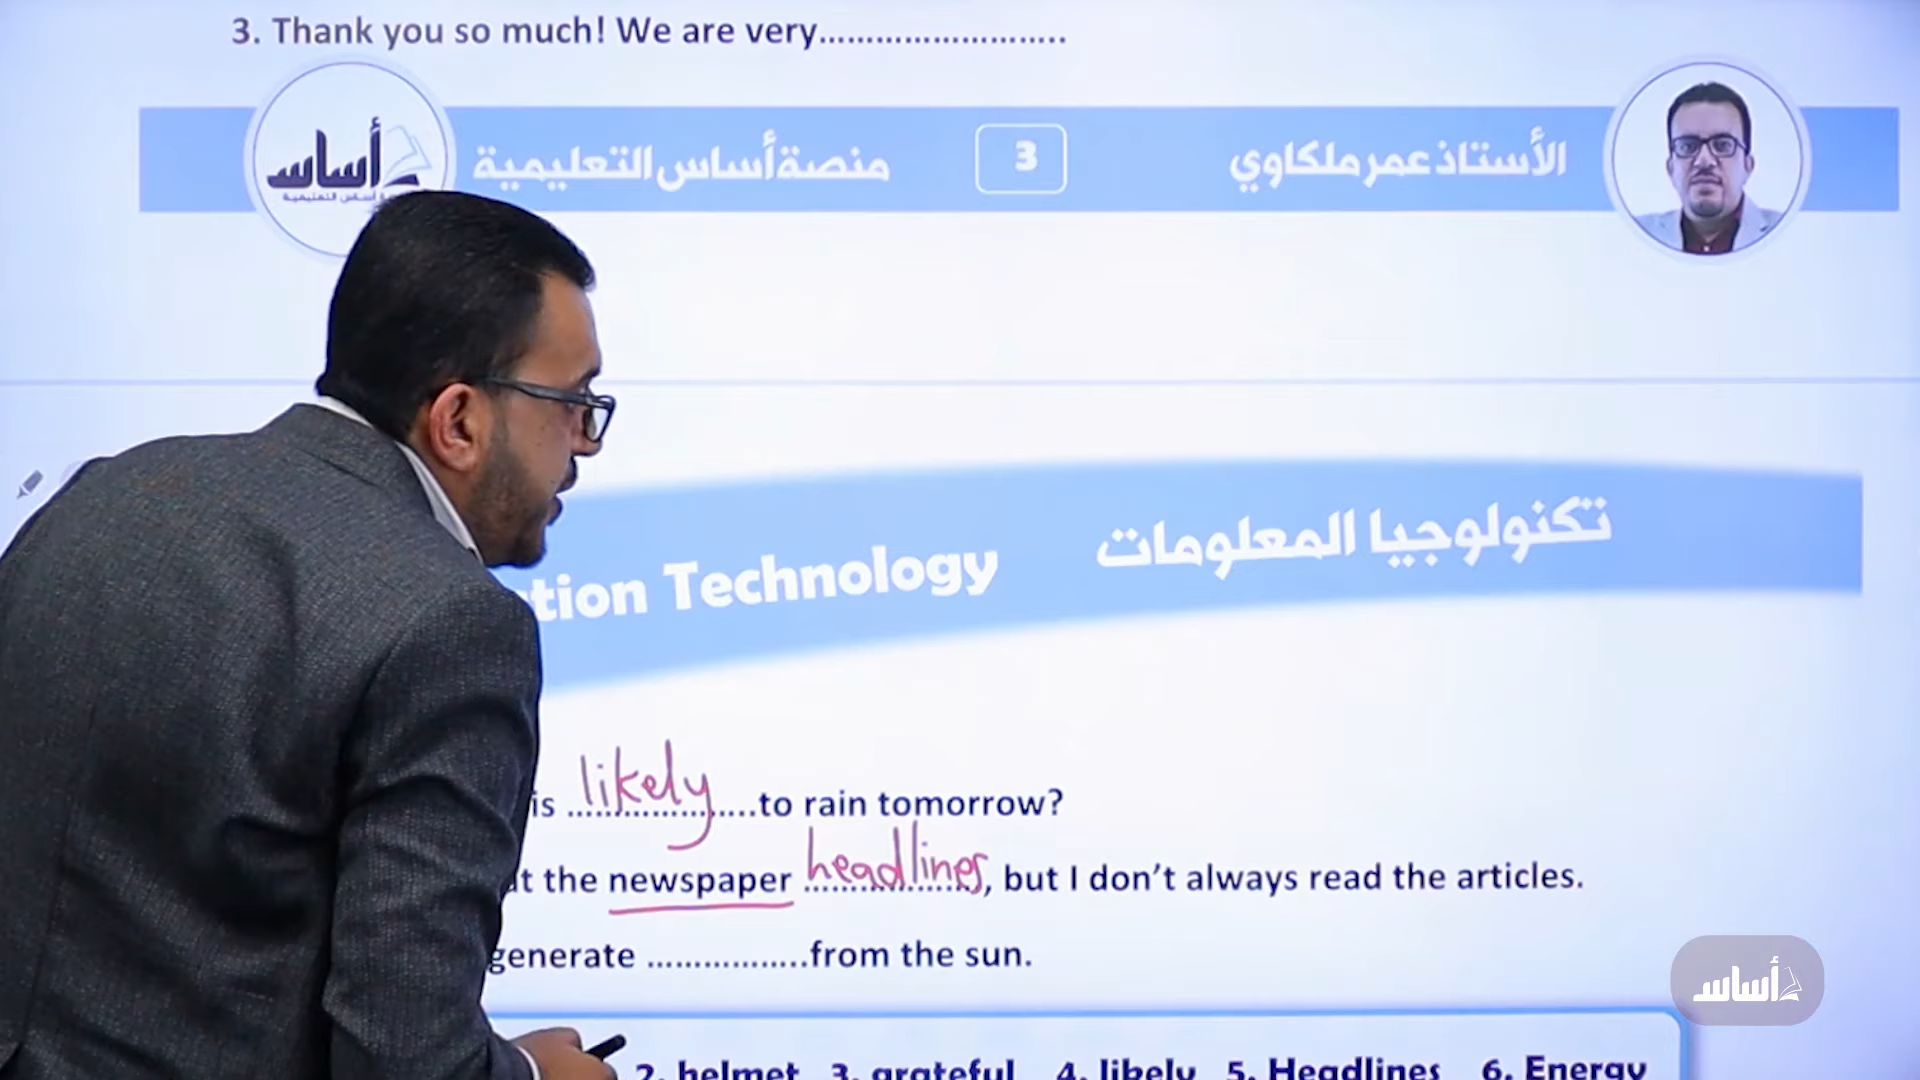 3. Thank you so much! We are very..........................
أساس
منصة أساس التعليمية
3
الأستاذ عمر ملكاوي
تكنولوجيا المعلومات
tion Technology
is ..... likely .....to rain tomorrow?
t the newspaper headlines, but I don't always read the articles.
generate .................from the sun.
أساس
2. helmet 3. grateful 4. likely 5. Headlines 6. Energy